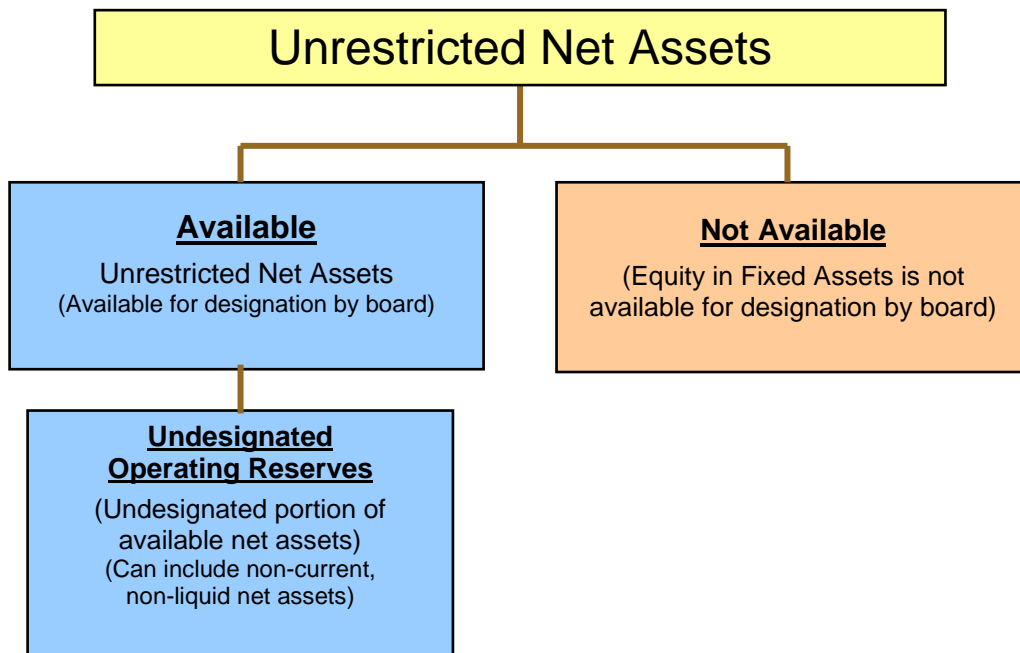 Unrestricted Net Assets
Available
Unrestricted Net Assets
(Available for designation by board)
Not Available
(Equity in Fixed Assets is not
available for designation by board)
Undesignated
Operating Reserves
(Undesignated portion of
available net assets)
(Can include non-current,
non-liquid net assets)